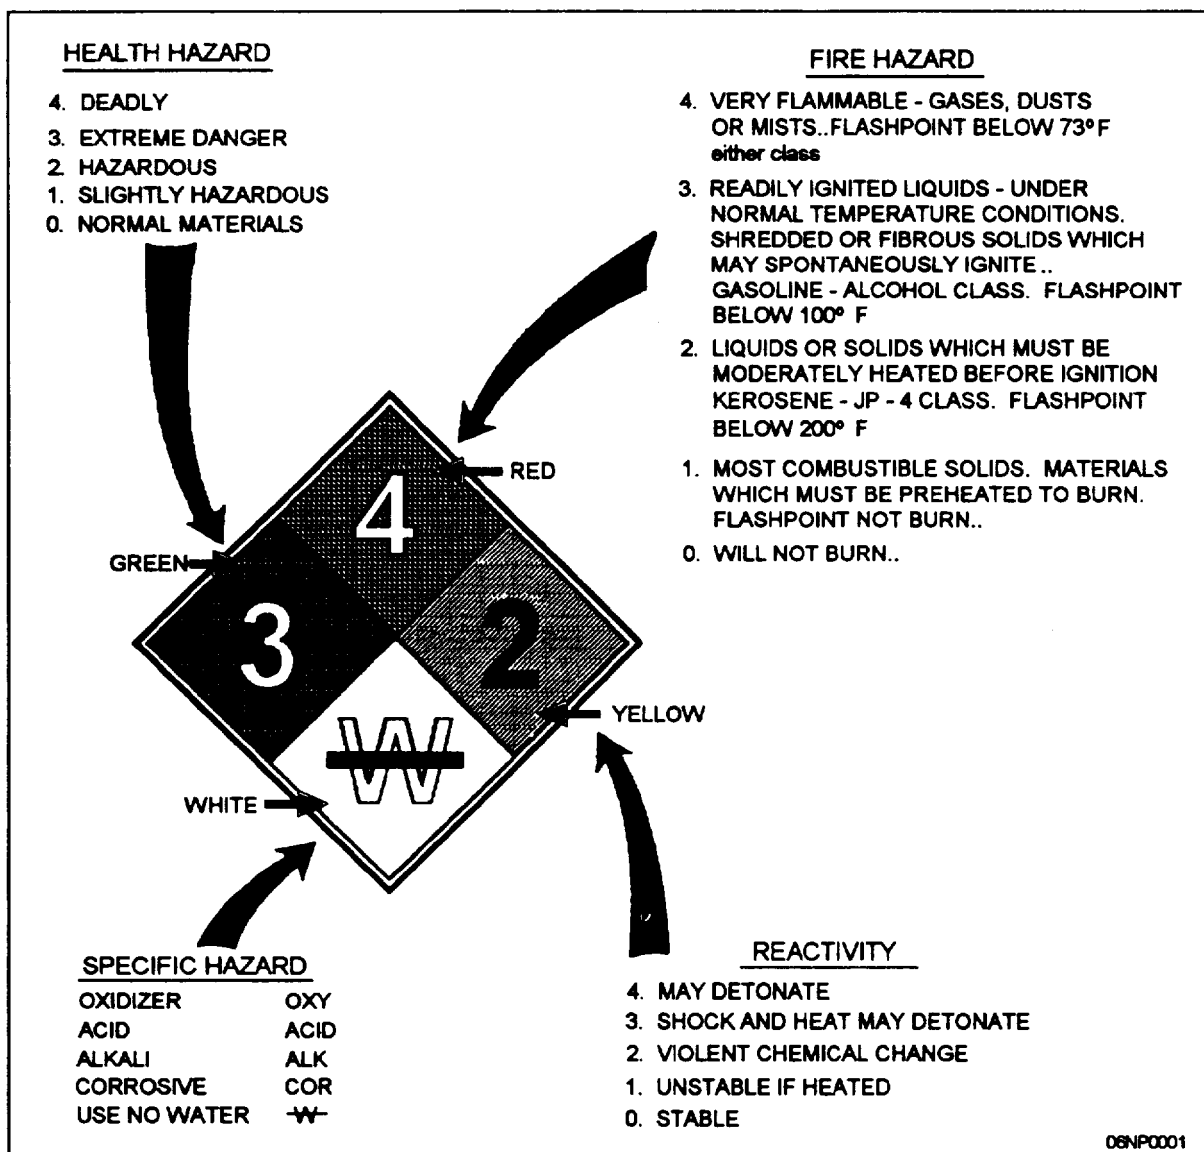 HEALTH HAZARD
4. DEADLY
3. EXTREME DANGER
2. HAZARDOUS
1. SLIGHTLY HAZARDOUS
0. NORMAL MATERIALS
FIRE HAZARD
4. VERY FLAMMABLE - GASES, DUSTS
OR MISTS..FLASHPOINT BELOW 73º F
either class
3. READILY IGNITED LIQUIDS - UNDER
NORMAL TEMPERATURE CONDITIONS.
SHREDDED OR FIBROUS SOLIDS WHICH
MAY SPONTANEOUSLY IGNITE..
GASOLINE - ALCOHOL CLASS. FLASHPOINT
BELOW 100º F
2. LIQUIDS OR SOLIDS WHICH MUST BE
MODERATELY HEATED BEFORE IGNITION
KEROSENE - JP - 4 CLASS. FLASHPOINT
BELOW 200º F
1. MOST COMBUSTIBLE SOLIDS. MATERIALS
WHICH MUST BE PREHEATED TO BURN.
FLASHPOINT NOT BURN..
0. WILL NOT BURN..
RED
4
GREEN
3
2
YELLOW
W
WHITE
SPECIFIC HAZARD
OXIDIZER OXY
ACID ACID
ALKALI ALK
CORROSIVE COR
USE NO WATER W
REACTIVITY
4. MAY DETONATE
3. SHOCK AND HEAT MAY DETONATE
2. VIOLENT CHEMICAL CHANGE
1. UNSTABLE IF HEATED
0. STABLE
06NP0001